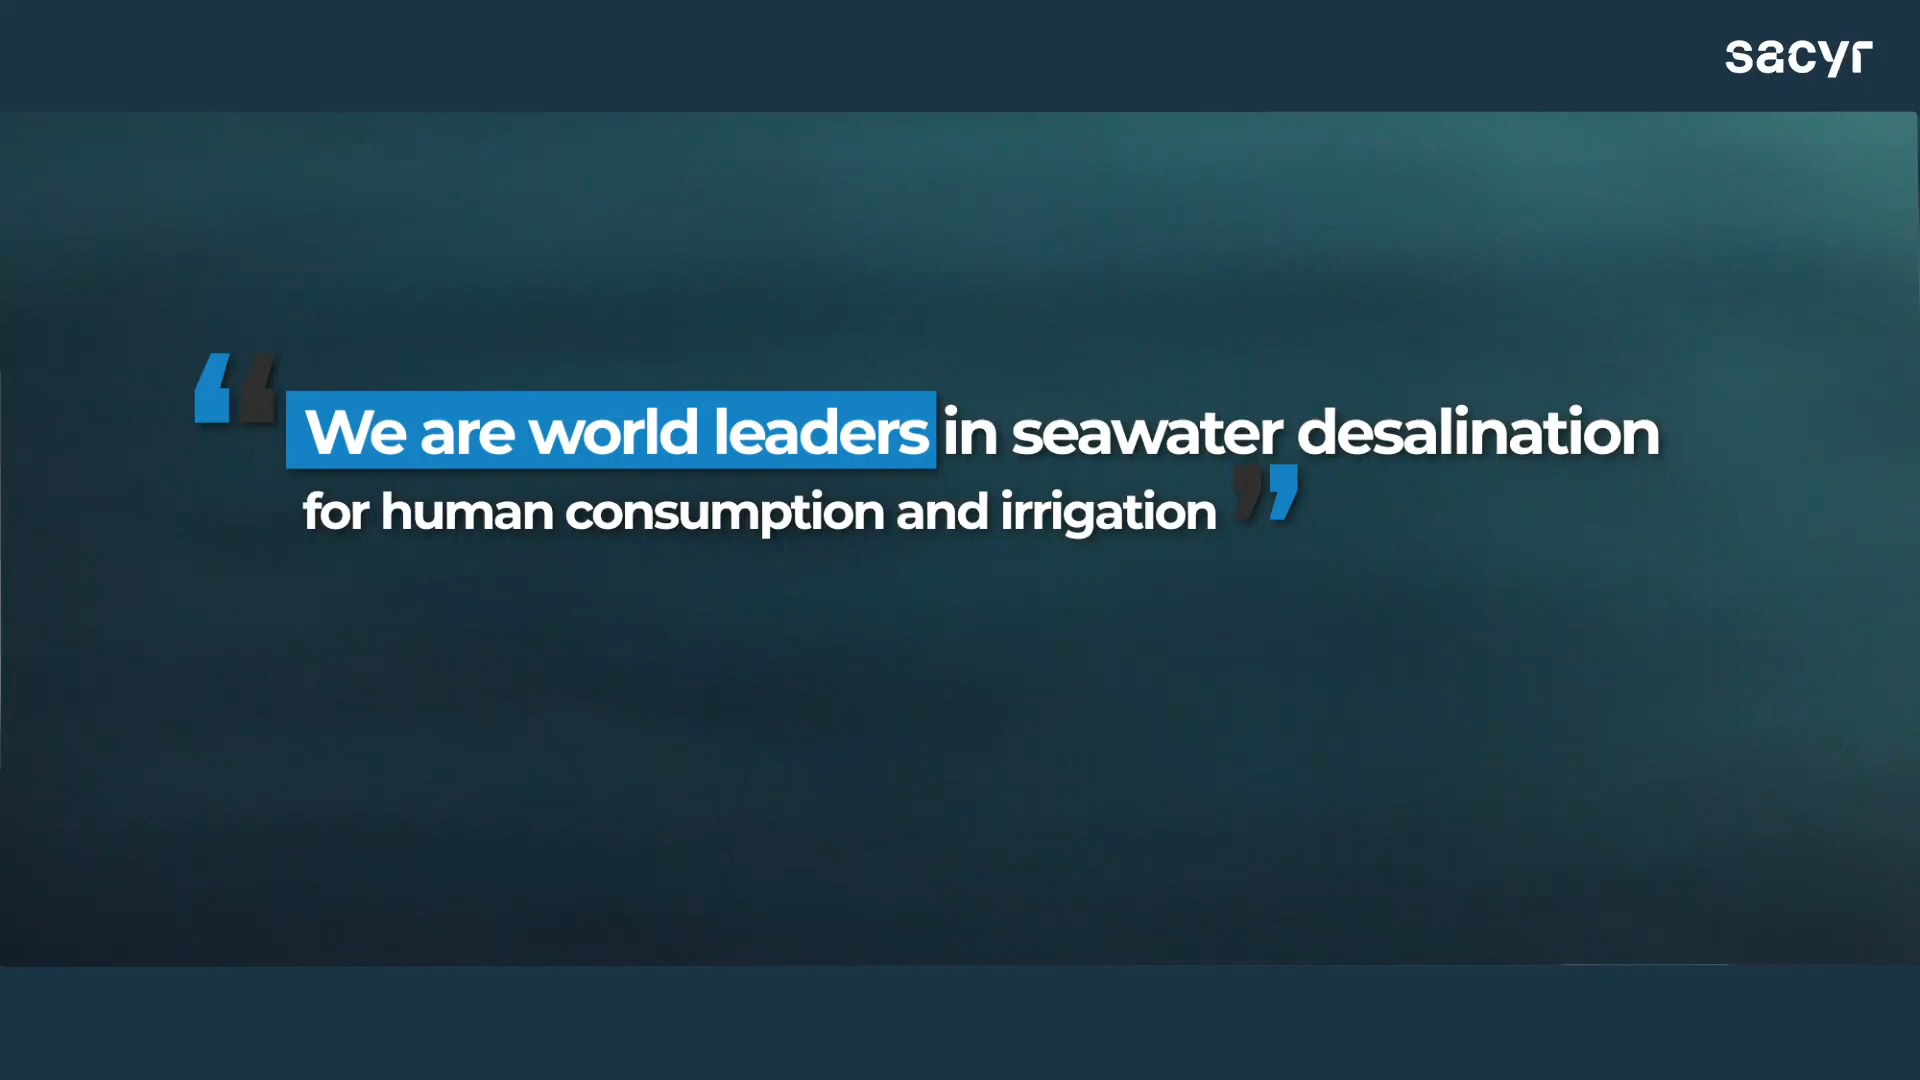 sacyr
“We are world leaders in seawater desalination
for human consumption and irrigation”